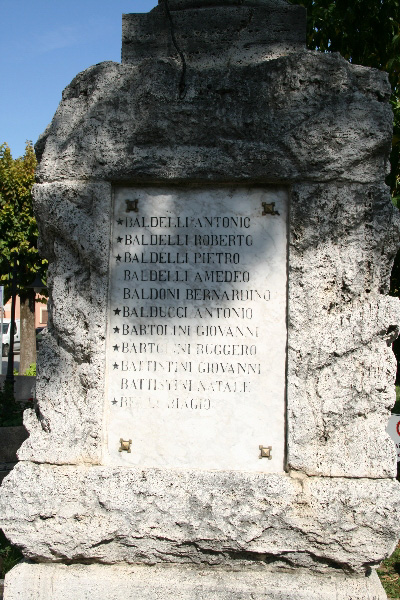 ★BALDELLI ANTONIO
★BALDELLI ROBERTO
★BALDELLI PIETRO
BALDELLI AMEDEO
BALDONI BERNARDINO
★BALDUCCI ANTONIO
★BARTOLINI GIOVANNI
★BARTOLINI RUGGERO
★BATTISTINI GIOVANNI
BATTISTINI NATALE
★ BIAGIO